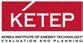 KETEP
KOREA INSTITUTE OF ENERGY TECHNOLOGY
EVALUATION AND PLANNING